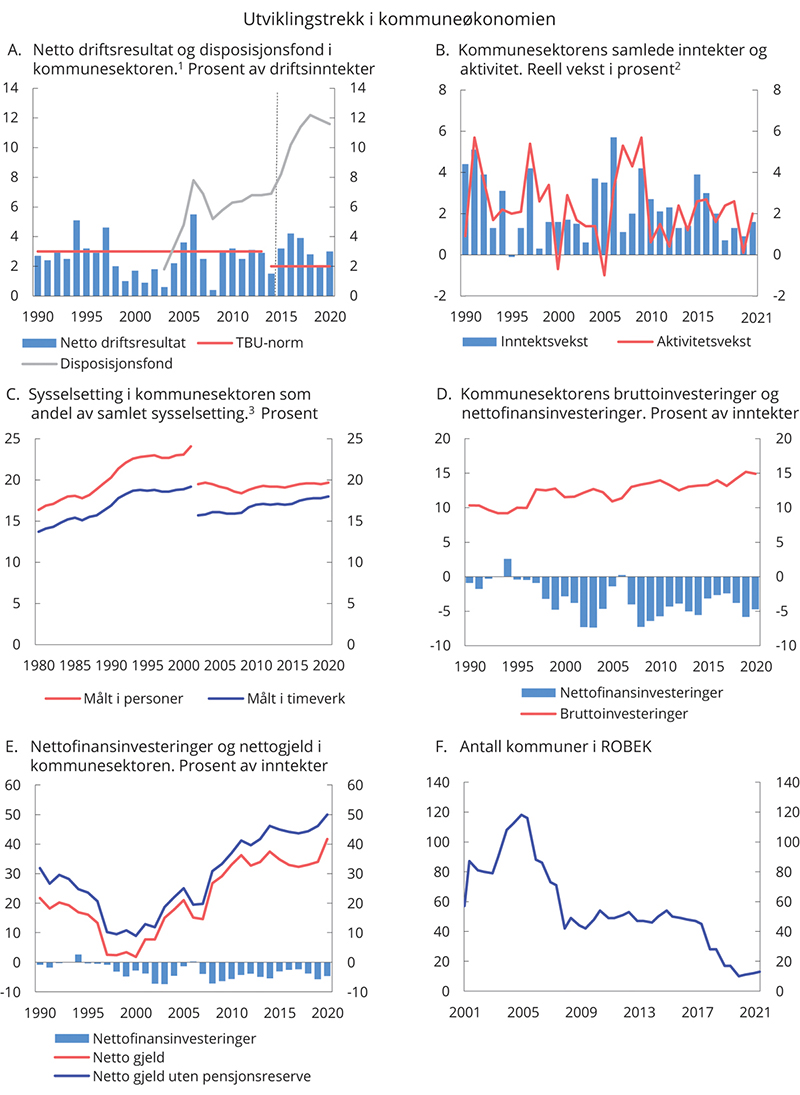 Utviklingstrekk i kommuneøkonomien
A. Netto driftsresultat og disposisjonsfond i
kommunesektoren.¹ Prosent av driftsinntekter
14 14
12 12
10 10
8 8
6 6
4 4
2 2
0 0
1990 1995 2000 2005 2010 2015 2020
Netto driftsresultat TBU-norm
Disposisjonsfond
B. Kommunesektorens samlede inntekter og
aktivitet. Reell vekst i prosent²
8 8
6 6
4 4
2 2
0 0
-2 -2
1990 1995 2000 2005 2010 2015 2021
Inntektsvekst Aktivitetsvekst
C. Sysselsetting i kommunesektoren som
andel av samlet sysselsetting.³ Prosent
25 25
20 20
15 15
10 10
5 5
0 0
1980 1985 1990 1995 2000 2005 2010 2015 2020
Målt i personer Målt i timeverk
D. Kommunesektorens bruttoinvesteringer og
nettofinansinvesteringer. Prosent av inntekter
20 20
15 15
10 10
5 5
0 0
-5 -5
-10 -10
1990 1995 2000 2005 2010 2015 2020
Nettofinansinvesteringer
Bruttoinvesteringer
E. Nettofinansinvesteringer og nettogjeld i
kommunesektoren. Prosent av inntekter
60 60
50 50
40 40
30 30
20 20
10 10
0 0
-10 -10
1990 1995 2000 2005 2010 2015 2020
Nettofinansinvesteringer
Netto gjeld
Netto gjeld uten pensjonsreserve
F. Antall kommuner i ROBEK
140 140
120 120
100 100
80 80
60 60
40 40
20 20
0 0
2001 2005 2009 2013 2017 2021